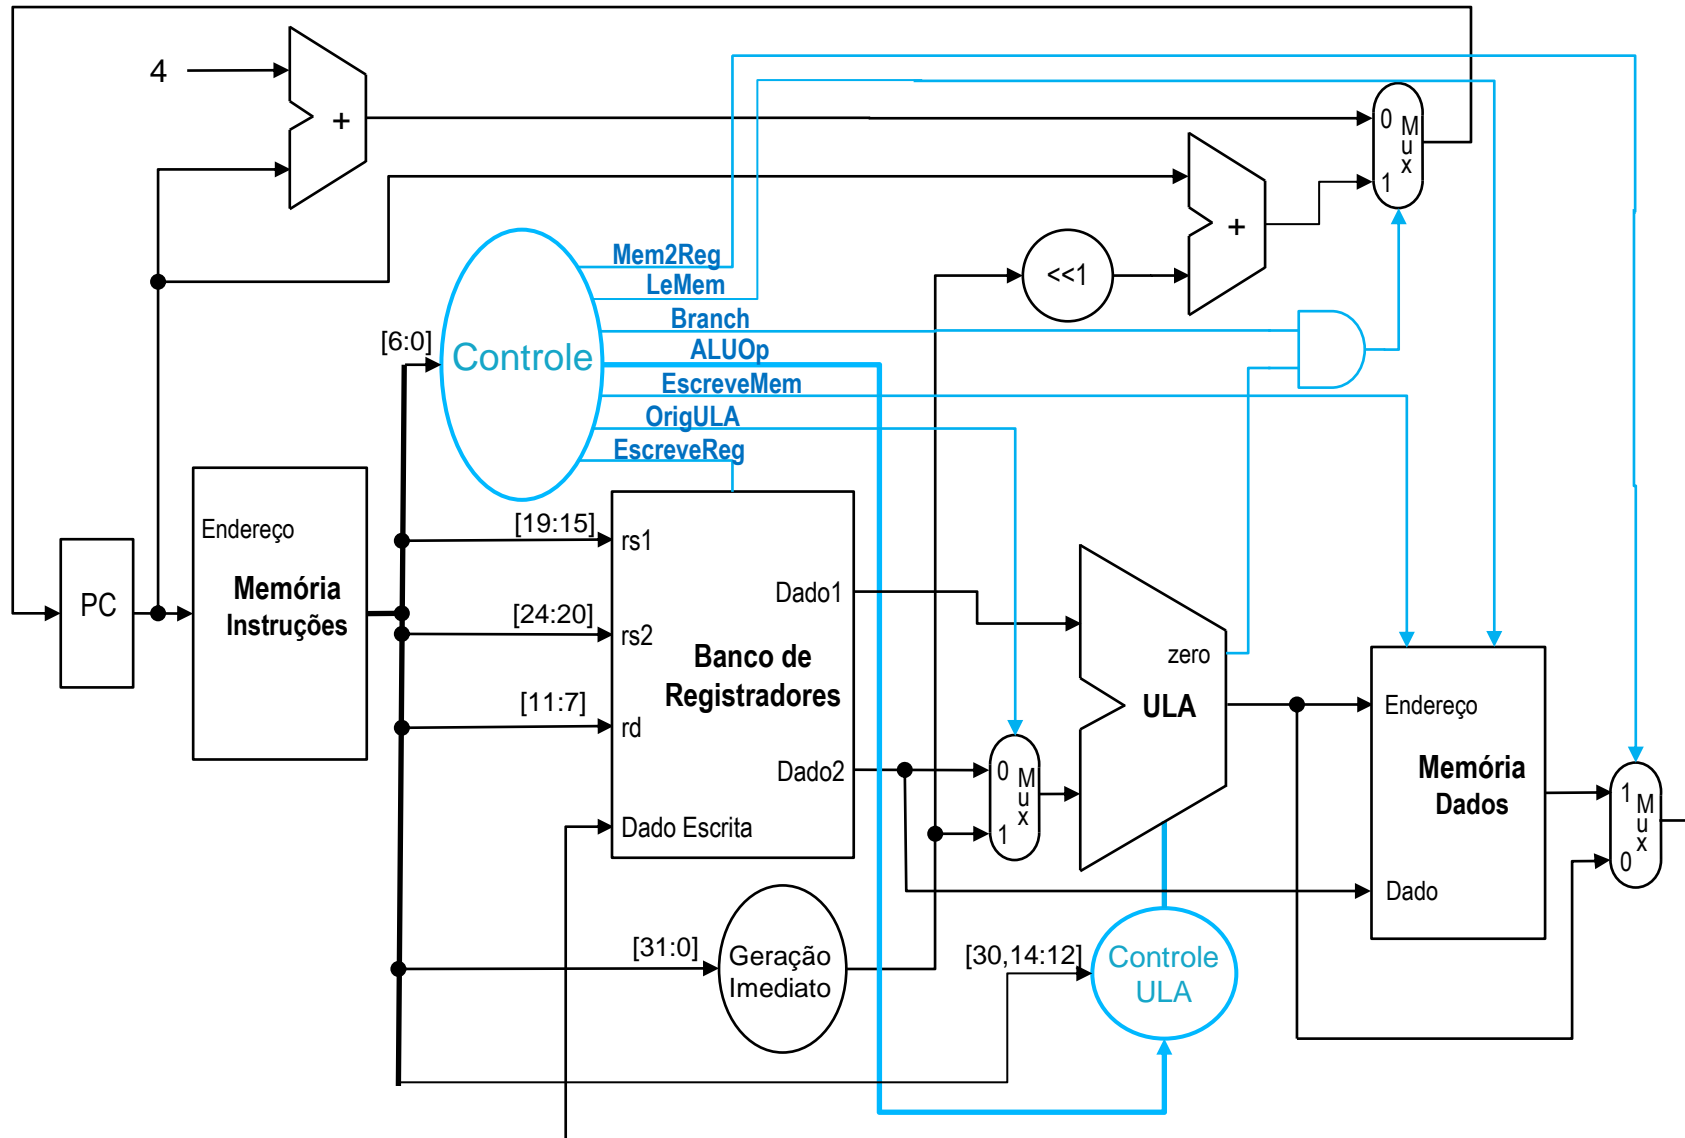 4
+
0
M
u
x
1
+
<<1
Mem2Reg
LeMem
Branch
ALUOp
EscreveMem
OrigULA
EscreveReg
[6:0]
Controle
Endereço
Memória
Instruções
PC
[19:15]
rs1
[24:20]
rs2
[11:7]
rd
Dado1
Banco de
Registradores
Dado2
Dado Escrita
0
M
u
x
1
zero
ULA
Endereço
Memória
Dados
Dado
1
M
u
x
0
[31:0]
Geração
Imediato
[30,14:12]
Controle
ULA